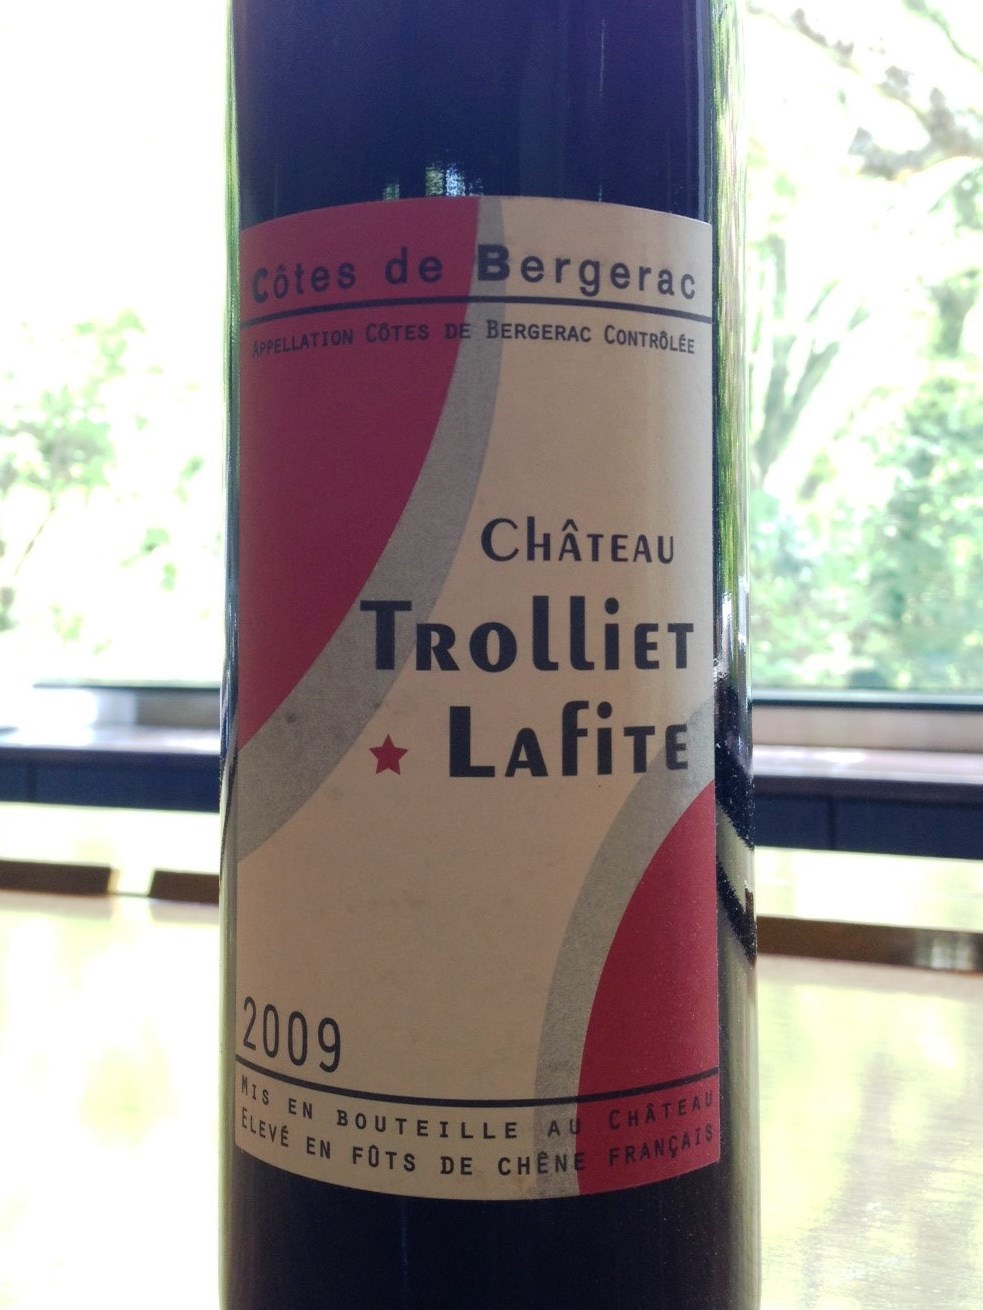 Côtes de Bergerac
APPELLATION CÔTES DE BERGERAC CONTRÔLÉE
CHÂTEAU
TROLLIET
LAFITE
2009
MIS EN BOUTEILLE AU CHÂTEAU
ELEVÉ EN FÛTS DE CHÊNE FRANÇAIS